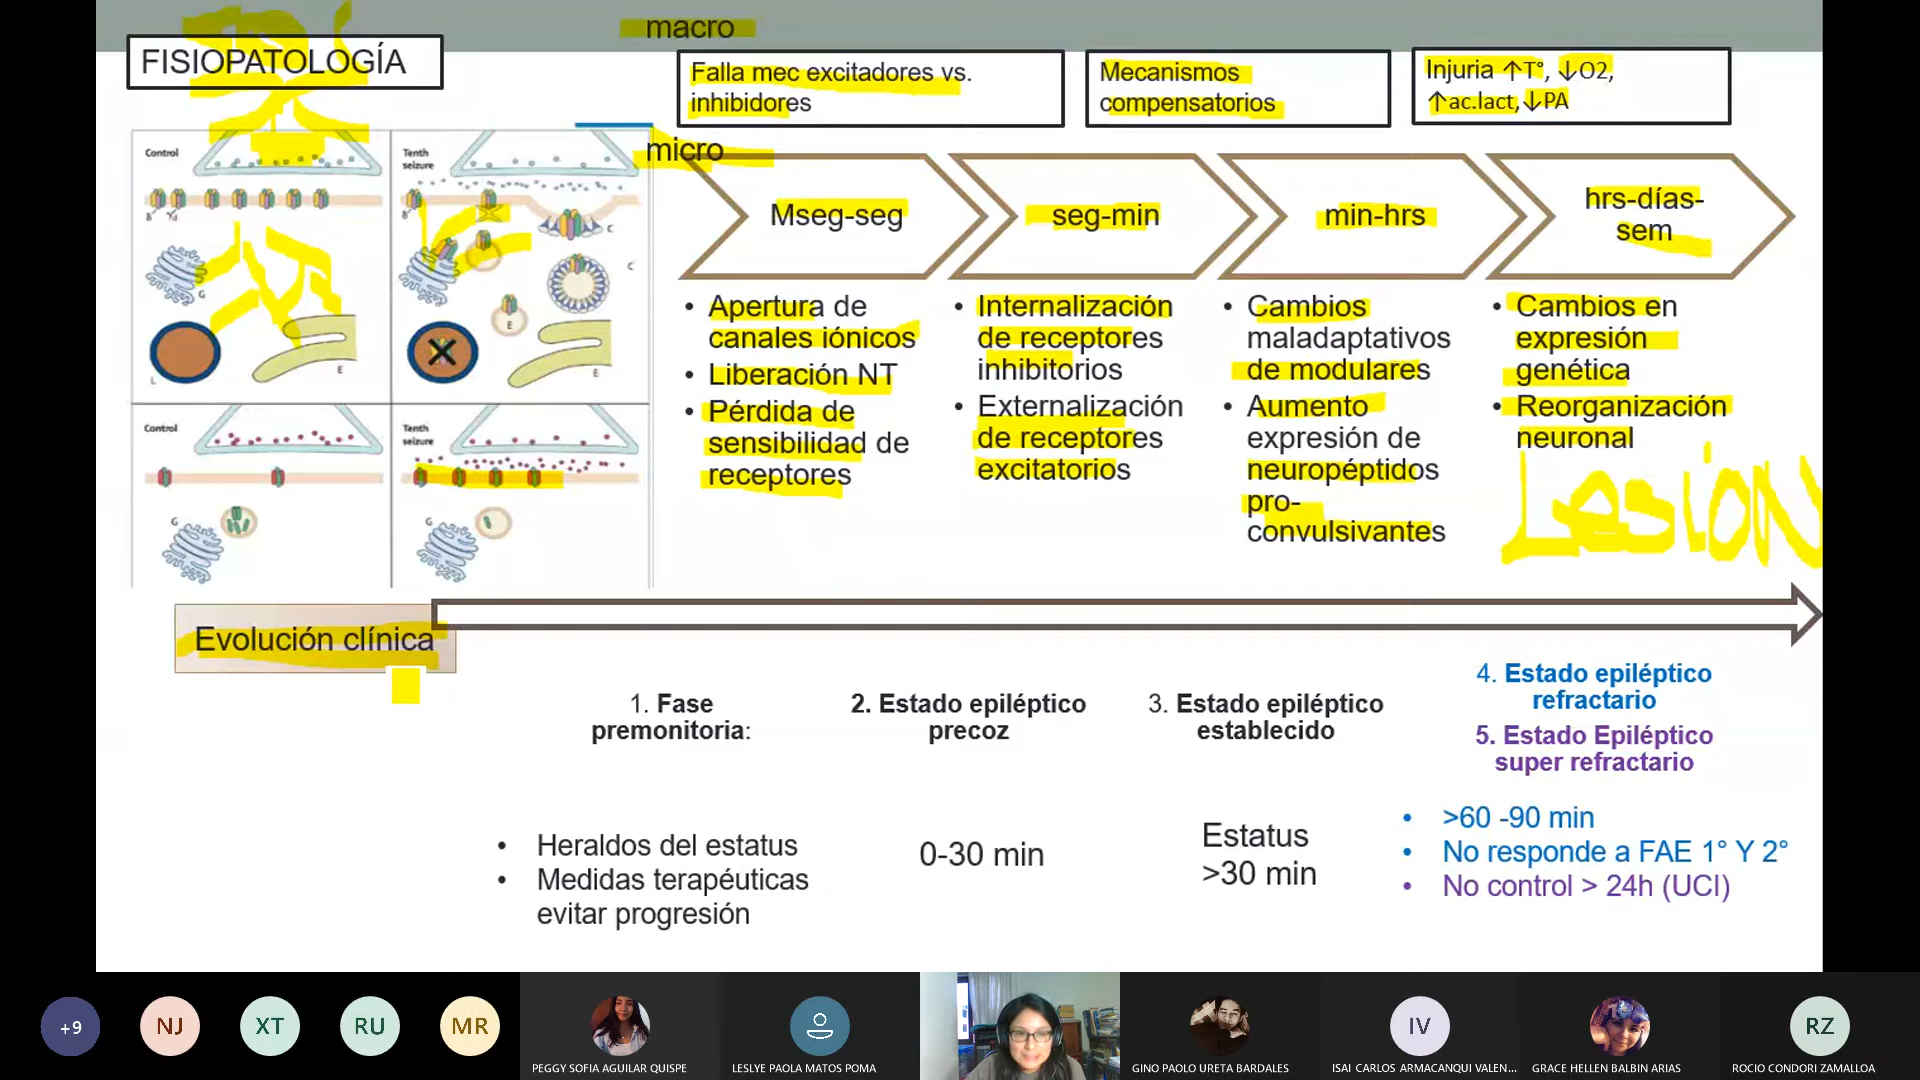 macro
FISIOPATOLOGÍA
Falla mec excitadores vs.
inhibidores
Mecanismos
compensatorios
Injuria ↑T°, ↓O2,
↑ac.lact,↓PA
micro
Control
Tenth
seizure
C
C
G
L
E
E
E
Control
Tenth
seizure
G
G
Mseg-seg
seg-min
min-hrs
hrs-días-
sem
• Apertura de
canales iónicos
• Liberación NT
• Pérdida de
sensibilidad de
receptores
• Internalización
de receptores
inhibitorios
• Externalización
de receptores
excitatorios
• Cambios
maladaptativos
de modulares
• Aumento
expresión de
neuropéptidos
pro-
convulsivantes
• Cambios en
expresión
genética
• Reorganización
neuronal
Lesión
Evolución clínica
1. Fase
premonitoria:
2. Estado epiléptico
precoz
3. Estado epiléptico
establecido
4. Estado epiléptico
refractario
5. Estado Epiléptico
super refractario
• Heraldos del estatus
• Medidas terapéuticas
evitar progresión
0-30 min
Estatus
>30 min
• >60 -90 min
• No responde a FAE 1° Y 2°
• No control > 24h (UCI)
+9
NJ
XT
RU
MR
PEGGY SOFIA AGUILAR QUISPE
LESLYE PAOLA MATOS POMA
GINO PAOLO URETA BARDALES
IV
ISAI CARLOS ARMACANQUI VALEN...
GRACE HELLEN BALBIN ARIAS
RZ
ROCIO CONDORI ZAMALLOA